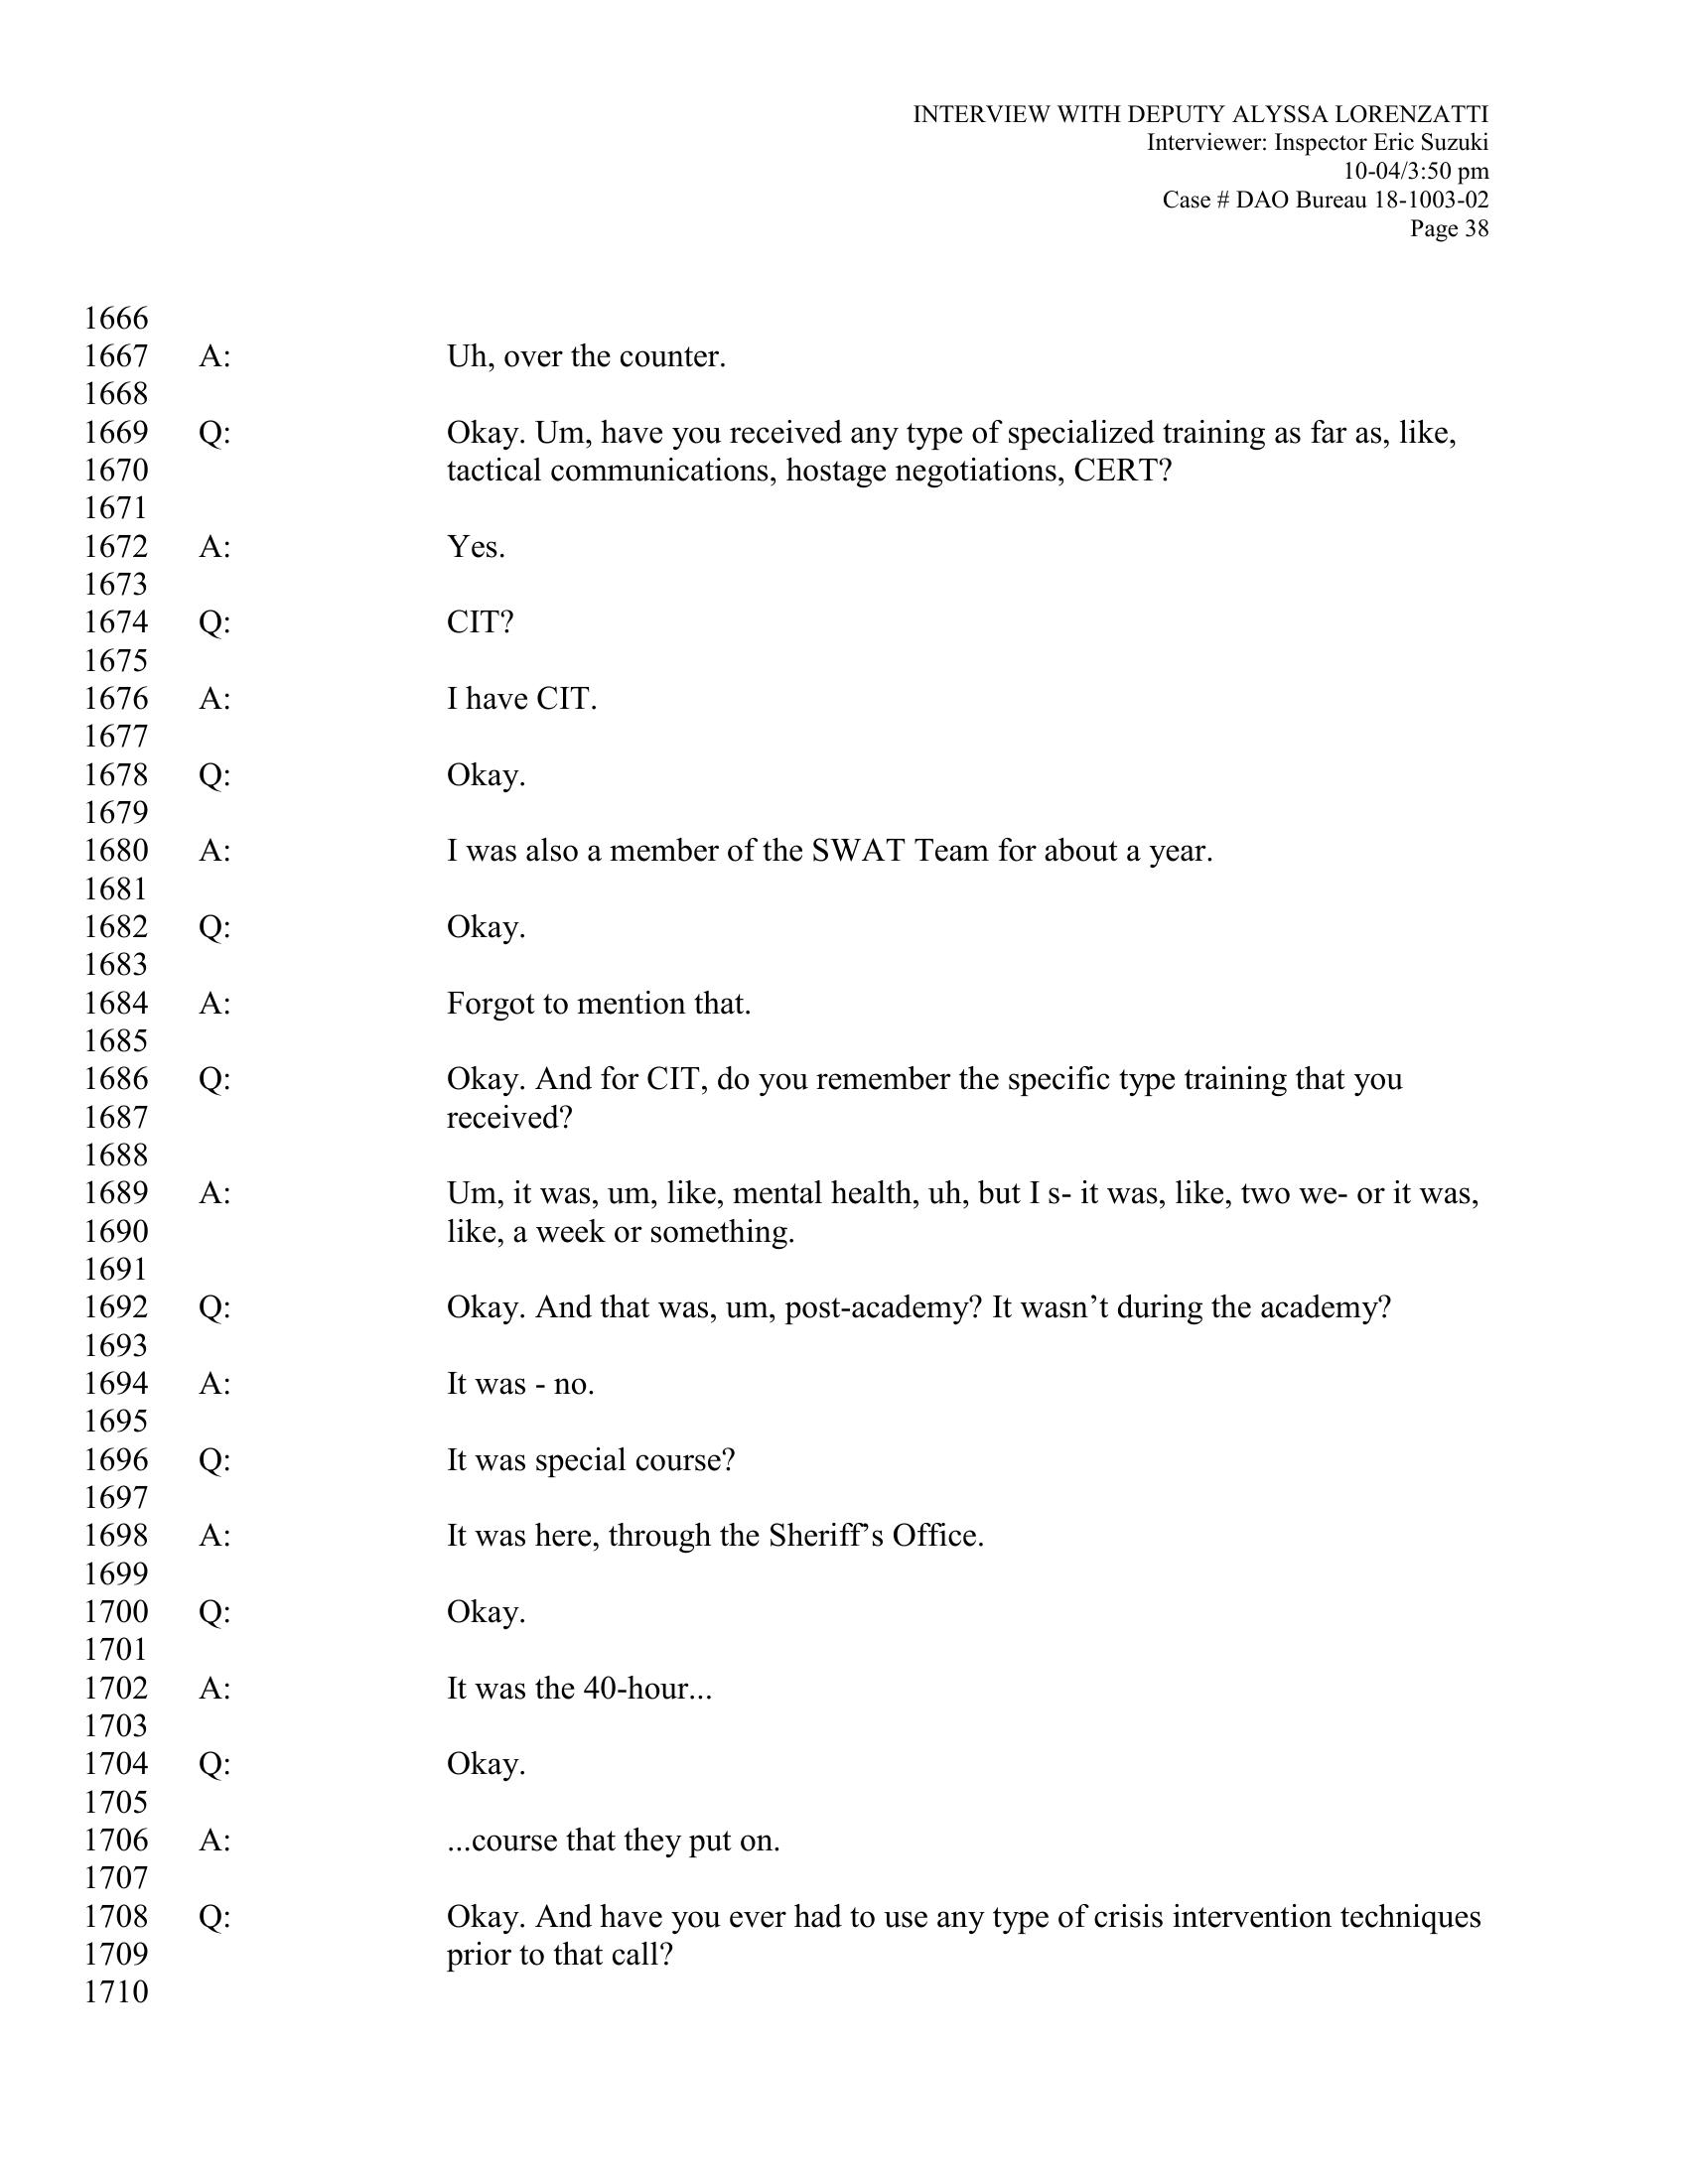 INTERVIEW WITH DEPUTY ALYSSA LORENZATTI
Interviewer: Inspector Eric Suzuki
10-04/3:50 pm
Case # DAO Bureau 18-1003-02
Page 38
1666
1667 A: Uh, over the counter.
1668
1669 Q: Okay. Um, have you received any type of specialized training as far as, like,
1670 tactical communications, hostage negotiations, CERT?
1671
1672 A: Yes.
1673
1674 Q: CIT?
1675
1676 A: I have CIT.
1677
1678 Q: Okay.
1679
1680 A: I was also a member of the SWAT Team for about a year.
1681
1682 Q: Okay.
1683
1684 A: Forgot to mention that.
1685
1686 Q: Okay. And for CIT, do you remember the specific type training that you
1687 received?
1688
1689 A: Um, it was, um, like, mental health, uh, but I s- it was, like, two we- or it was,
1690 like, a week or something.
1691
1692 Q: Okay. And that was, um, post-academy? It wasn’t during the academy?
1693
1694 A: It was - no.
1695
1696 Q: It was special course?
1697
1698 A: It was here, through the Sheriff’s Office.
1699
1700 Q: Okay.
1701
1702 A: It was the 40-hour...
1703
1704 Q: Okay.
1705
1706 A: ...course that they put on.
1707
1708 Q: Okay. And have you ever had to use any type of crisis intervention techniques
1709 prior to that call?
1710